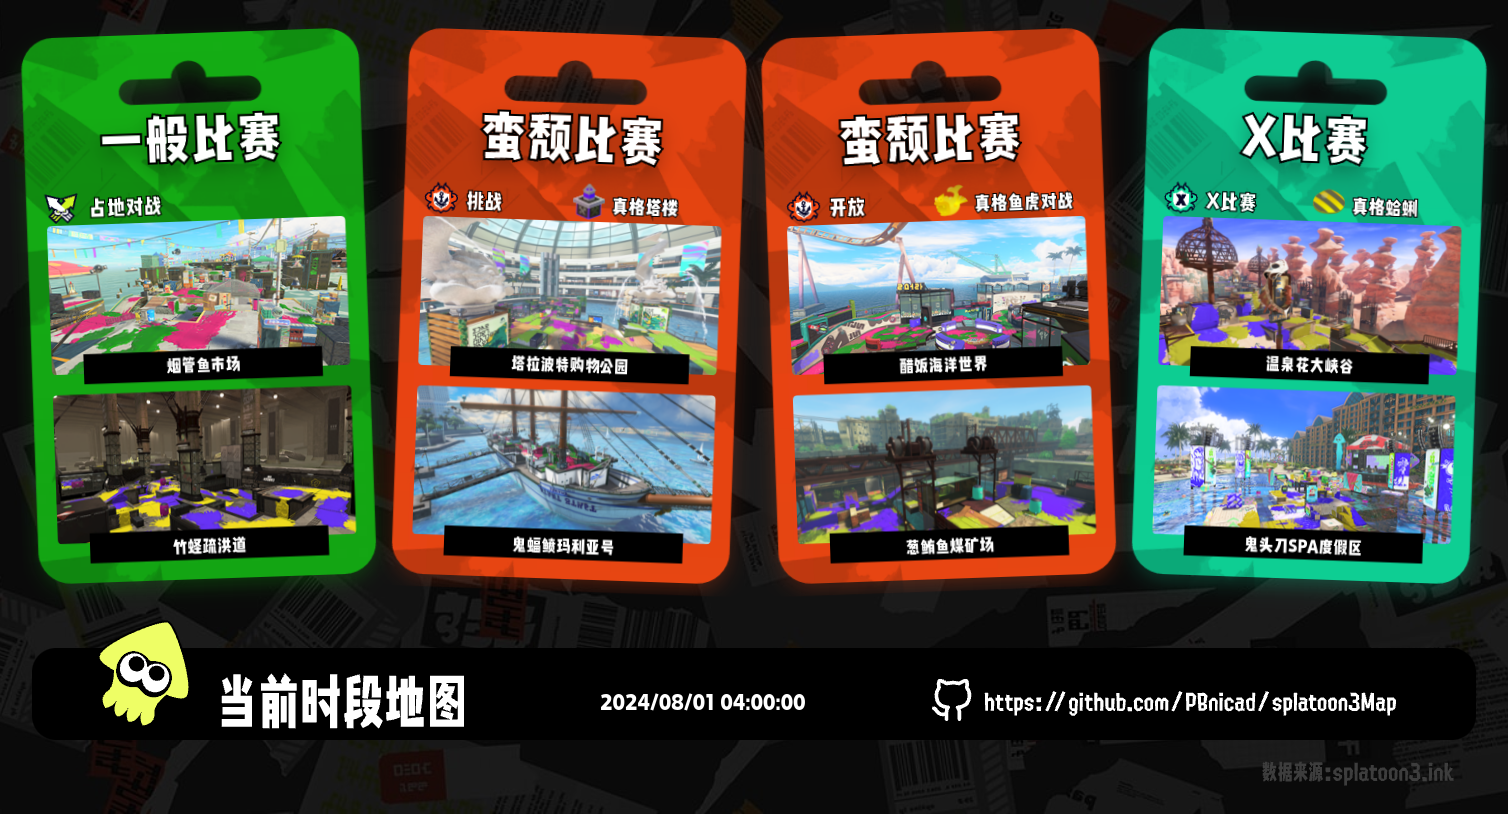 一般比赛
占地对战
烟管鱼市场
竹蛏疏洪道
蛮颓比赛
挑战
真格塔楼
塔拉波特购物公园
鬼蝠鲼玛利亚号
蛮颓比赛
开放
真格鱼虎对战
醋饭海洋世界
葱鲔鱼煤矿场
X比赛
X比赛
真格蛤蜊
温泉花大峡谷
鬼头刀SPA度假区
当前时段地图
2024/08/01 04:00:00
https://github.com/PBnicad/splatoon3Map
数据来源:splatoon3.ink